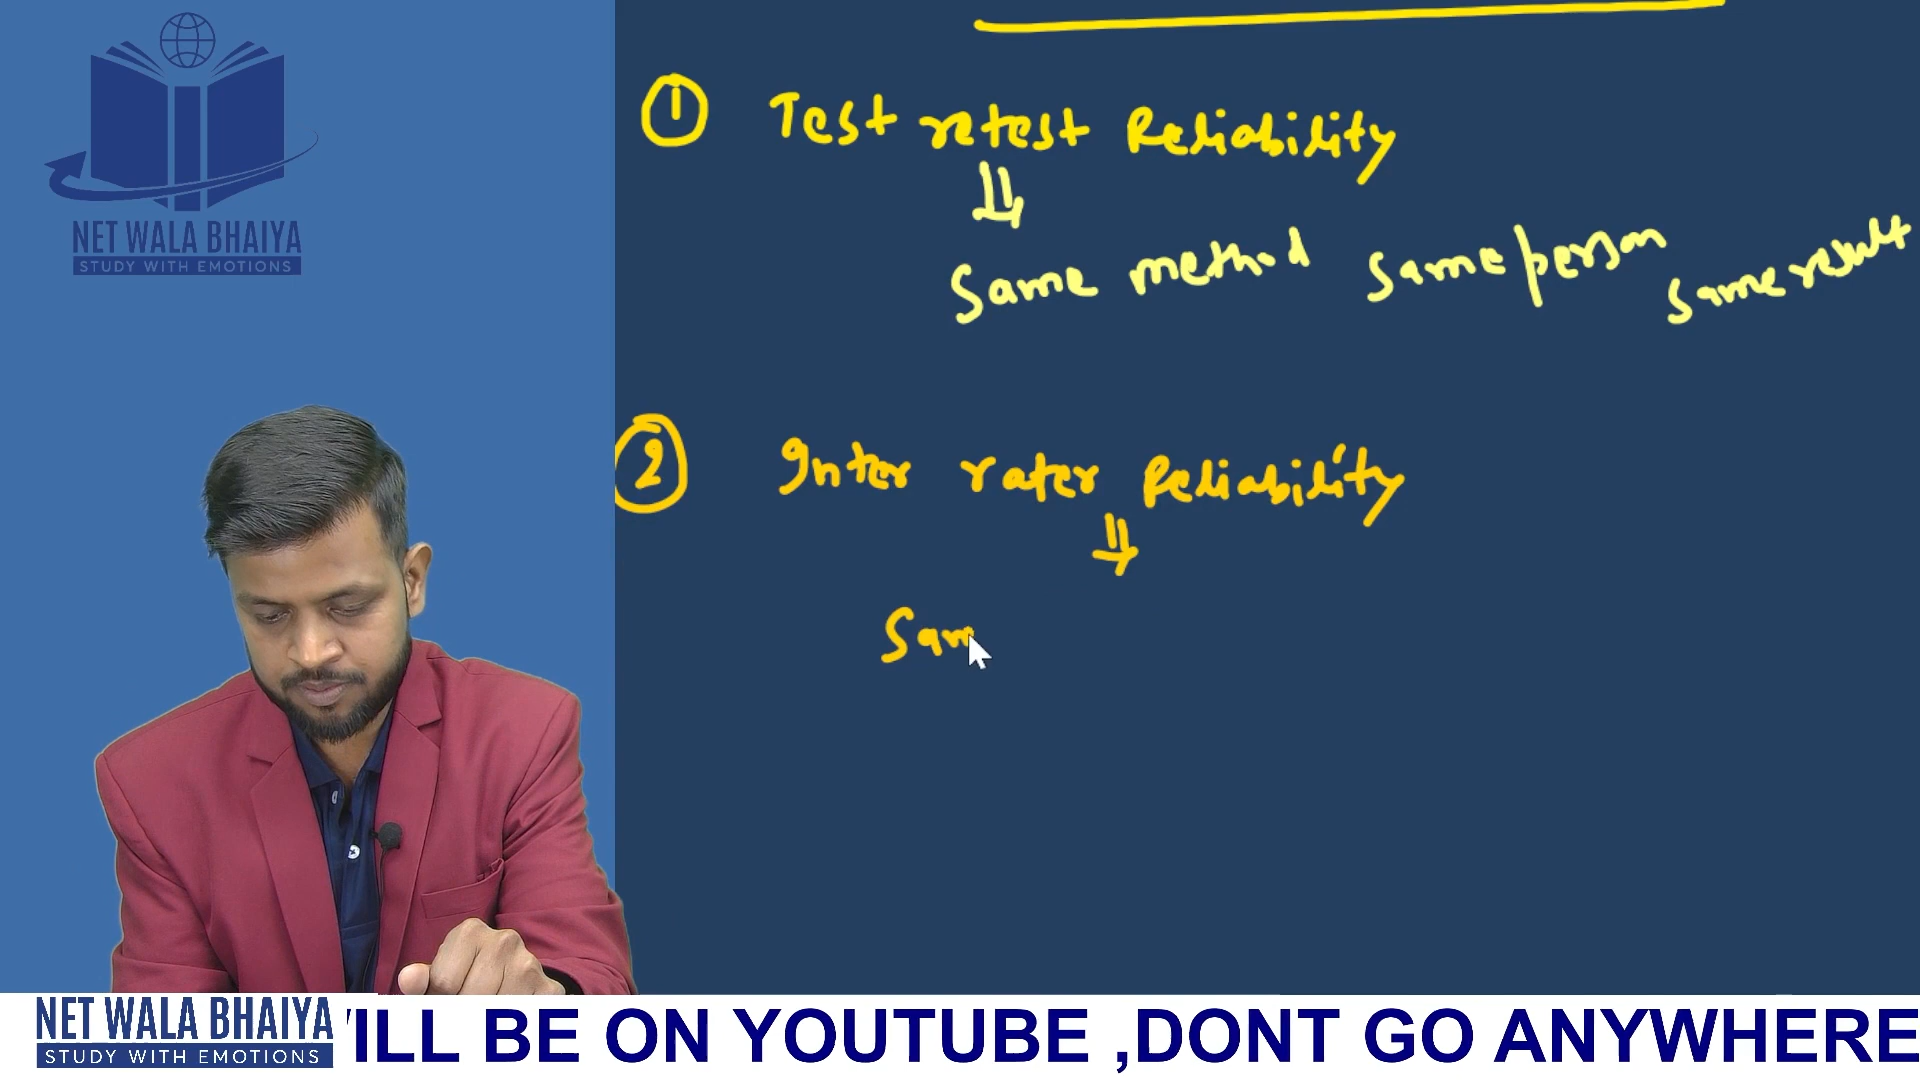 NET WALA BHAIYA
STUDY WITH EMOTIONS
1 Test retest Reliability
Same method Same person Same result
2 Inter rater Reliability
Sam
NET WALA BHAIYA
STUDY WITH EMOTIONS
ILL BE ON YOUTUBE ,DONT GO ANYWHERE